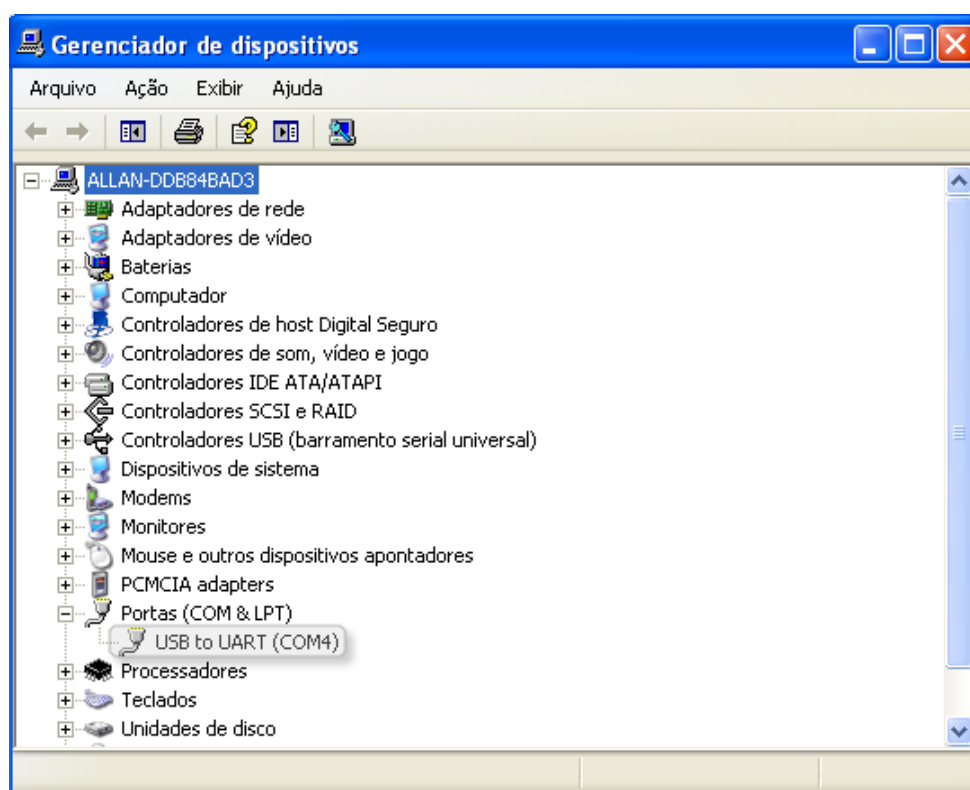 Gerenciador de dispositivos
Arquivo Ação Exibir Ajuda
ALLAN-DDB84BAD3
Adaptadores de rede
Adaptadores de vídeo
Baterias
Computador
Controladores de host Digital Seguro
Controladores de som, vídeo e jogo
Controladores IDE ATA/ATAPI
Controladores SCSI e RAID
Controladores USB (barramento serial universal)
Dispositivos de sistema
Modems
Monitores
Mouse e outros dispositivos apontadores
PCMCIA adapters
Portas (COM & LPT)
USB to UART (COM4)
Processadores
Teclados
Unidades de disco